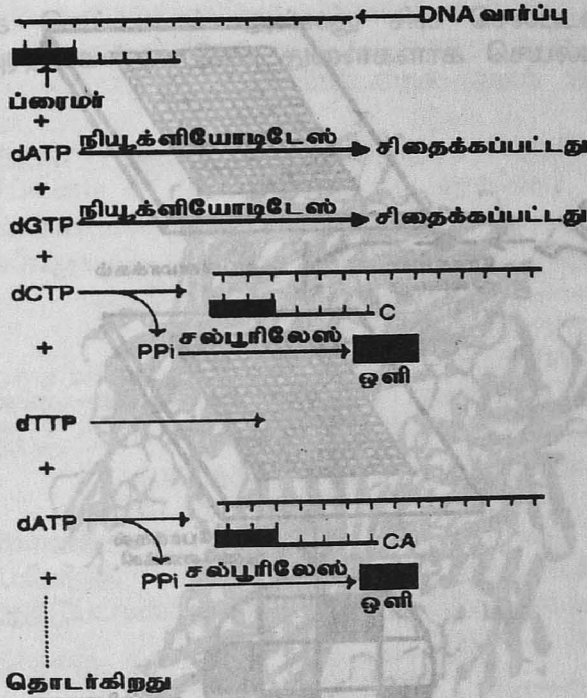 DNA வார்ப்பு
ப்ரைமர்
+
dATP நியூக்ளியோடிடேஸ் சிதைக்கப்பட்டது
+
dGTP நியூக்ளியோடிடேஸ் சிதைக்கப்பட்டது
+
dCTP
C
+ PPi சல்பூரிலேஸ்
ஒளி
dTTP
+
dATP
CA
+ PPi சல்பூரிலேஸ்
ஒளி
தொடர்கிறது